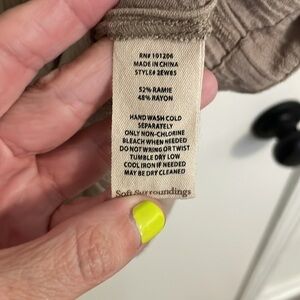 RN# 101206
MADE IN CHINA
STYLE# 2EW85
52% RAMIE
48% RAYON
HAND WASH COLD
SEPARATELY
ONLY NON-CHLORINE
BLEACH WHEN NEEDED
DO NOT WRING OR TWIST
TUMBLE DRY LOW
COOL IRON IF NEEDED
MAY BE DRY CLEANED
Soft Surroundings